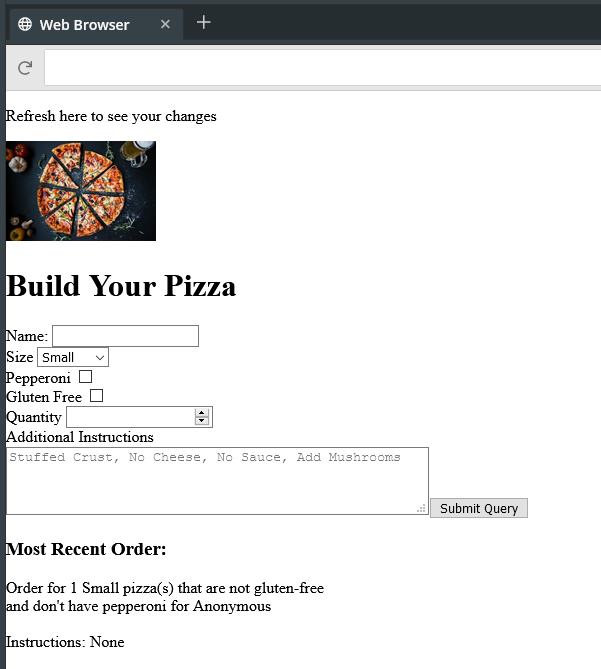 Web Browser
Refresh here to see your changes
Build Your Pizza
Name:
Size Small
Pepperoni
Gluten Free
Quantity
Additional Instructions
Stuffed Crust, No Cheese, No Sauce, Add Mushrooms
Submit Query
Most Recent Order:
Order for 1 Small pizza(s) that are not gluten-free
and don't have pepperoni for Anonymous
Instructions: None